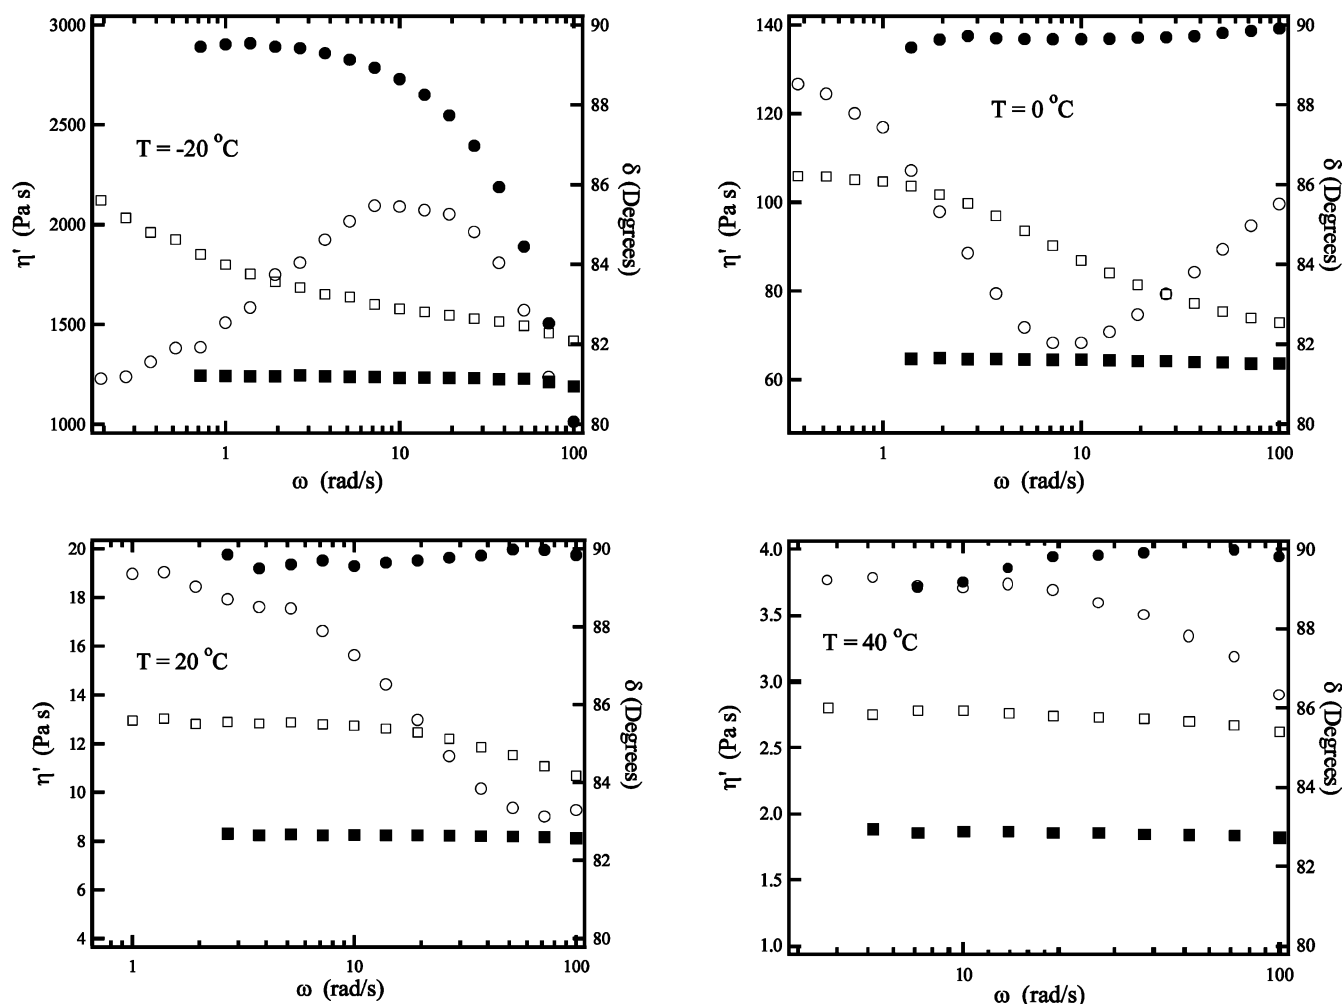 3000
2500
2000
1500
1000
η' (Pa s)
T = -20 °C
90
88
86
84
82
80
δ (Degrees)
1 10 100
ω (rad/s)
140
120
100
80
60
η' (Pa s)
T = 0 °C
90
88
86
84
82
80
δ (Degrees)
1 10 100
ω (rad/s)
20
18
16
14
12
10
8
6
4
η' (Pa s)
T = 20 °C
90
88
86
84
82
80
δ (Degrees)
1 10 100
ω (rad/s)
4.0
3.5
3.0
2.5
2.0
1.5
1.0
η' (Pa s)
T = 40 °C
90
88
86
84
82
80
δ (Degrees)
10 100
ω (rad/s)